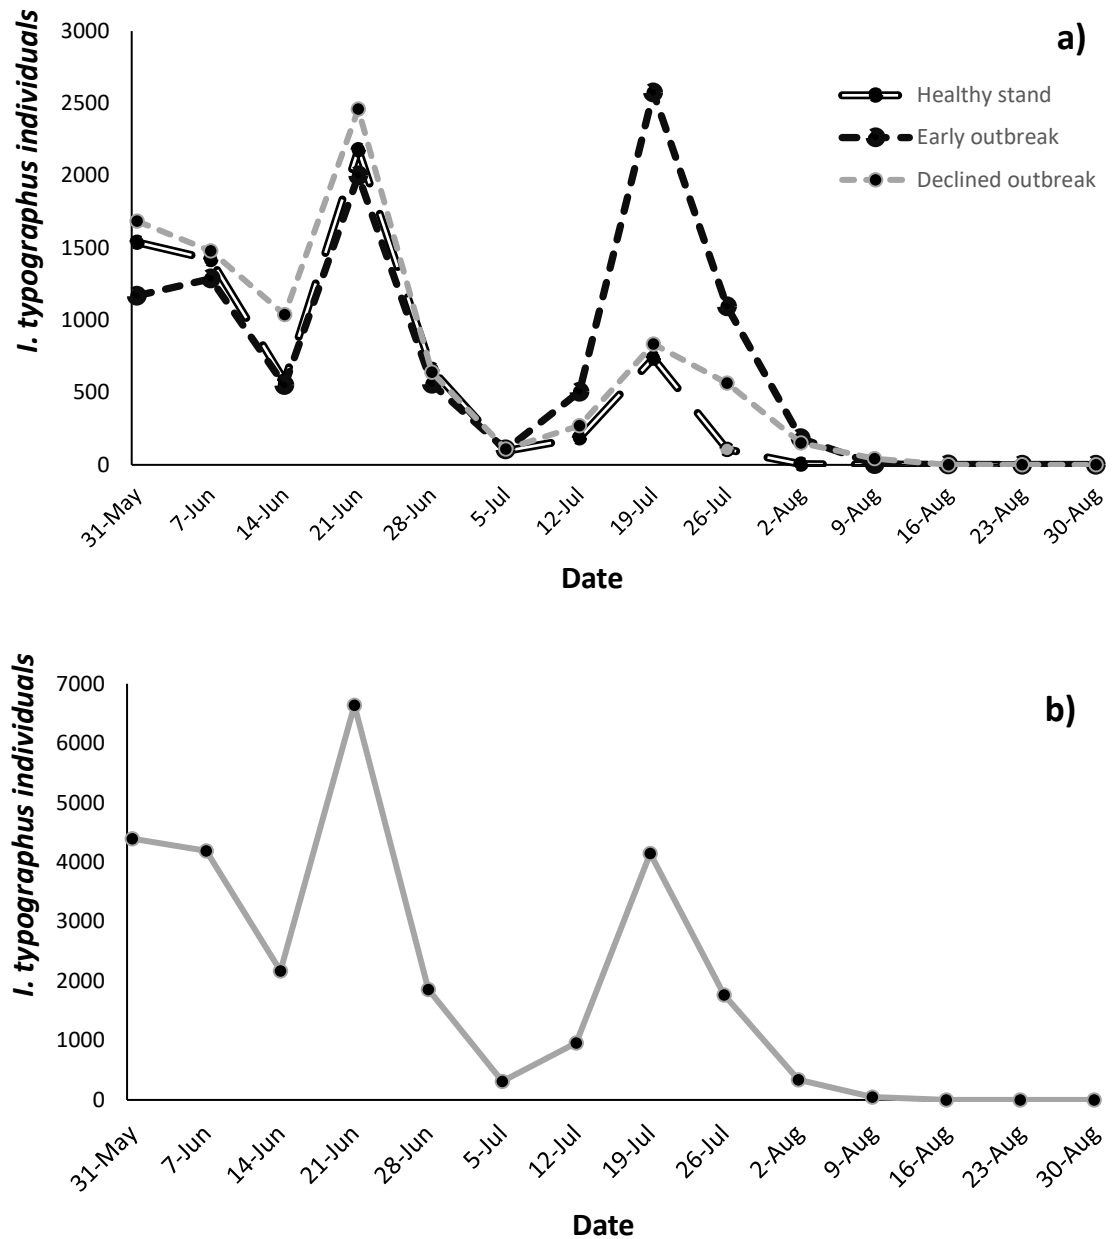 a)
I. typographus individuals
3000
2500
2000
1500
1000
500
0
Healthy stand
Early outbreak
Declined outbreak
31-May
7-Jun
14-Jun
21-Jun
28-Jun
5-Jul
12-Jul
19-Jul
26-Jul
2-Aug
9-Aug
16-Aug
23-Aug
30-Aug
Date
b)
I. typographus individuals
7000
6000
5000
4000
3000
2000
1000
0
31-May
7-Jun
14-Jun
21-Jun
28-Jun
5-Jul
12-Jul
19-Jul
26-Jul
2-Aug
9-Aug
16-Aug
23-Aug
30-Aug
Date